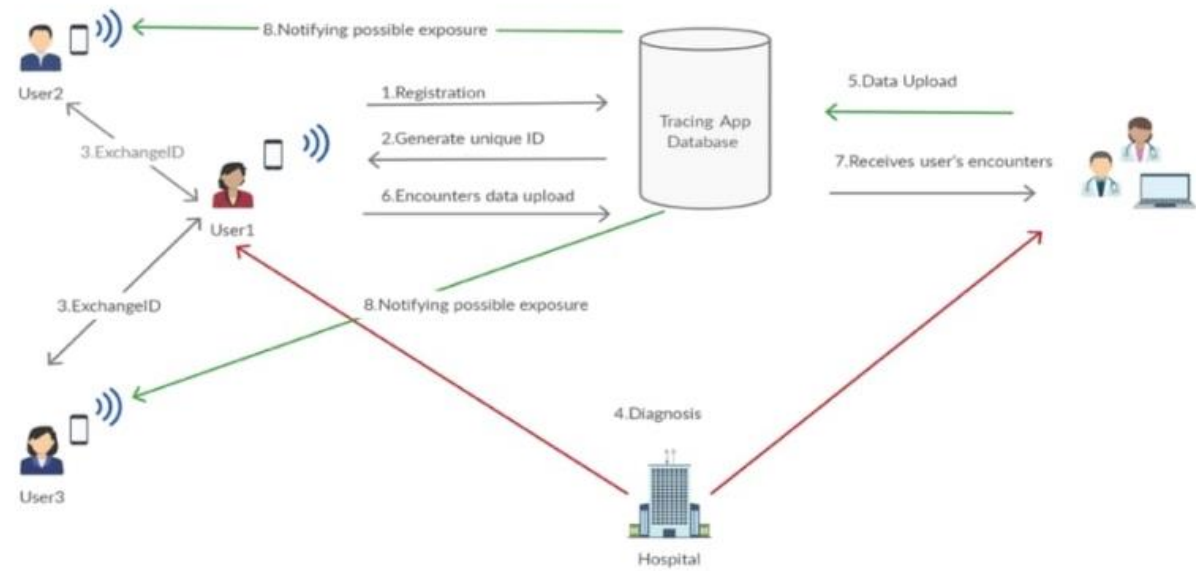 8.Notifying possible exposure
User2
1.Registration
5.Data Upload
Tracing App
Database
3.ExchangeID
2.Generate unique ID
7.Receives user's encounters
6.Encounters data upload
User1
3.ExchangeID
8.Notifying possible exposure
4.Diagnosis
User3
Hospital